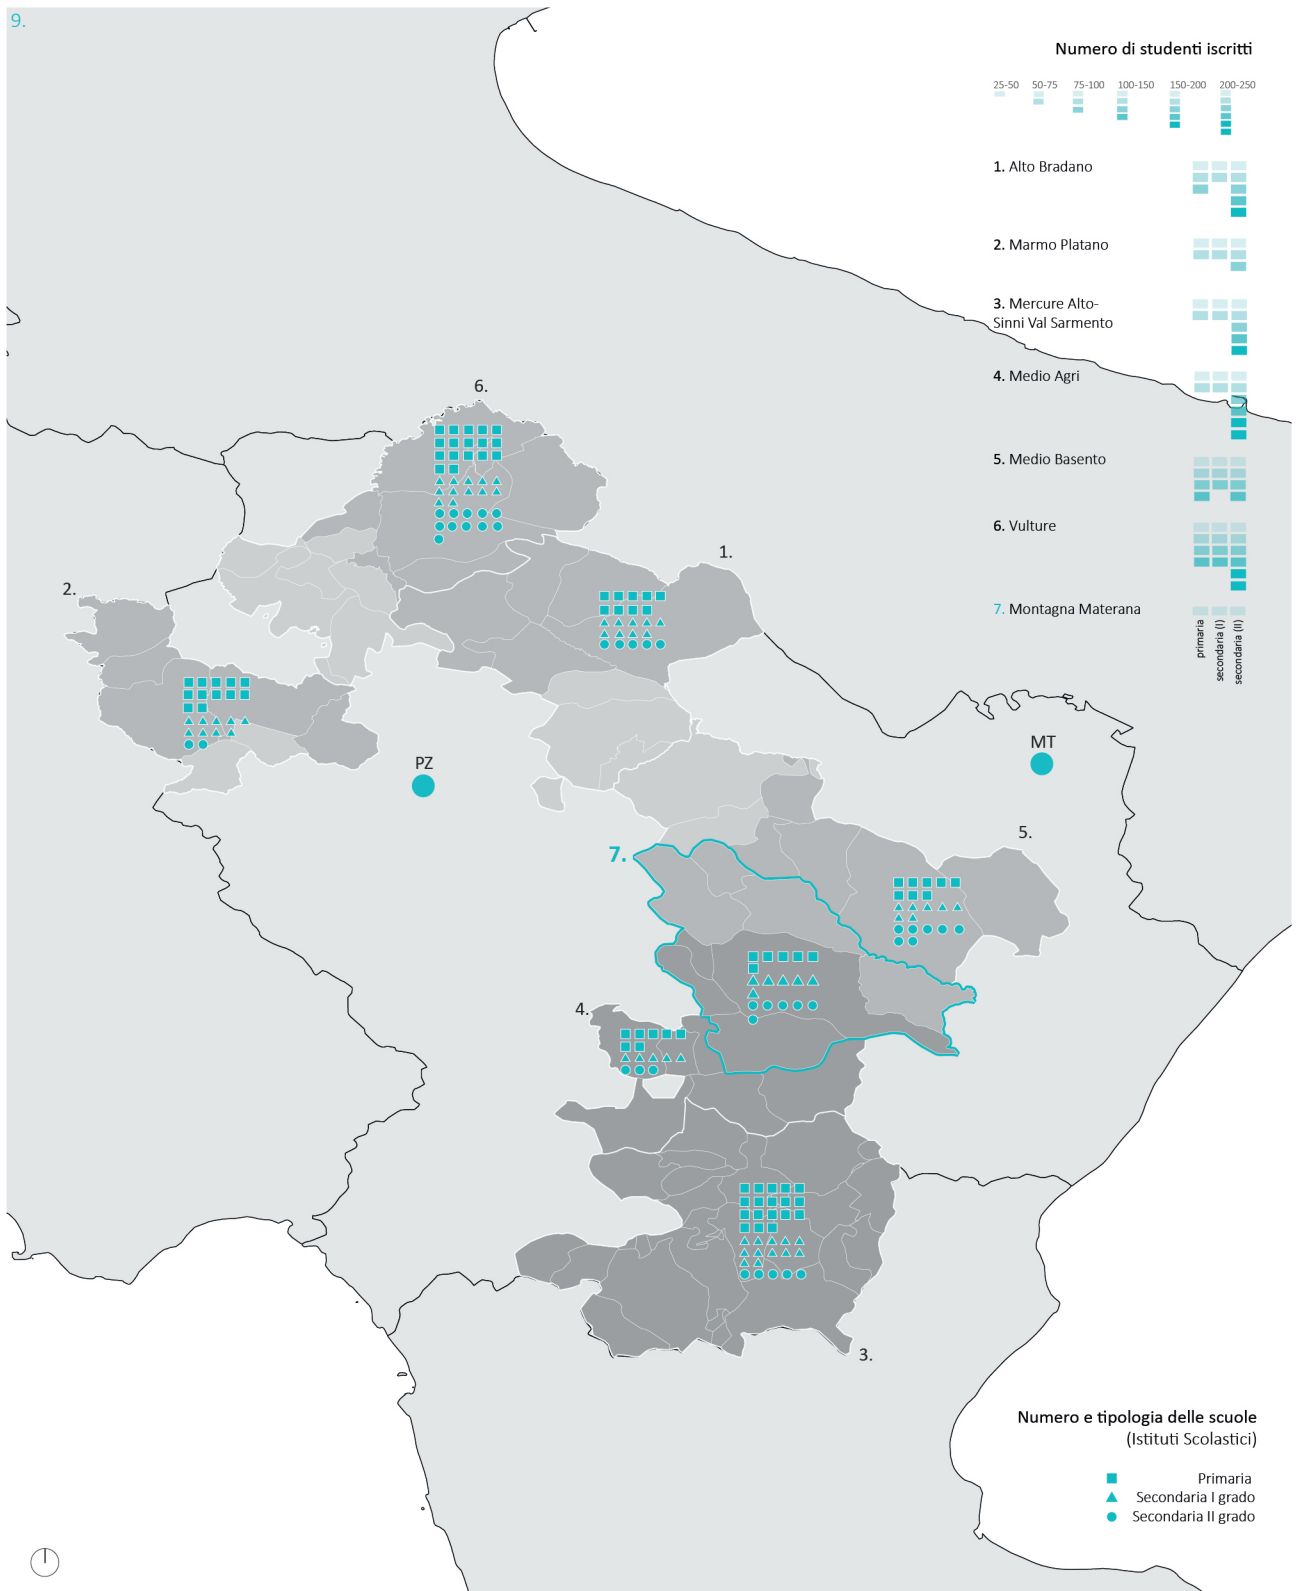 9.
Numero di studenti iscritti
25-50 50-75 75-100 100-150 150-200 200-250
1. Alto Bradano
2. Marmo Platano
3. Mercure Alto-
Sinni Val Sarmento
4. Medio Agri
5. Medio Basento
6. Vulture
7. Montagna Materana
primaria
secondaria (I)
secondaria (II)
6.
1.
2.
PZ
MT
5.
7.
4.
3.
Numero e tipologia delle scuole
(Istituti Scolastici)
Primaria
Secondaria I grado
Secondaria II grado